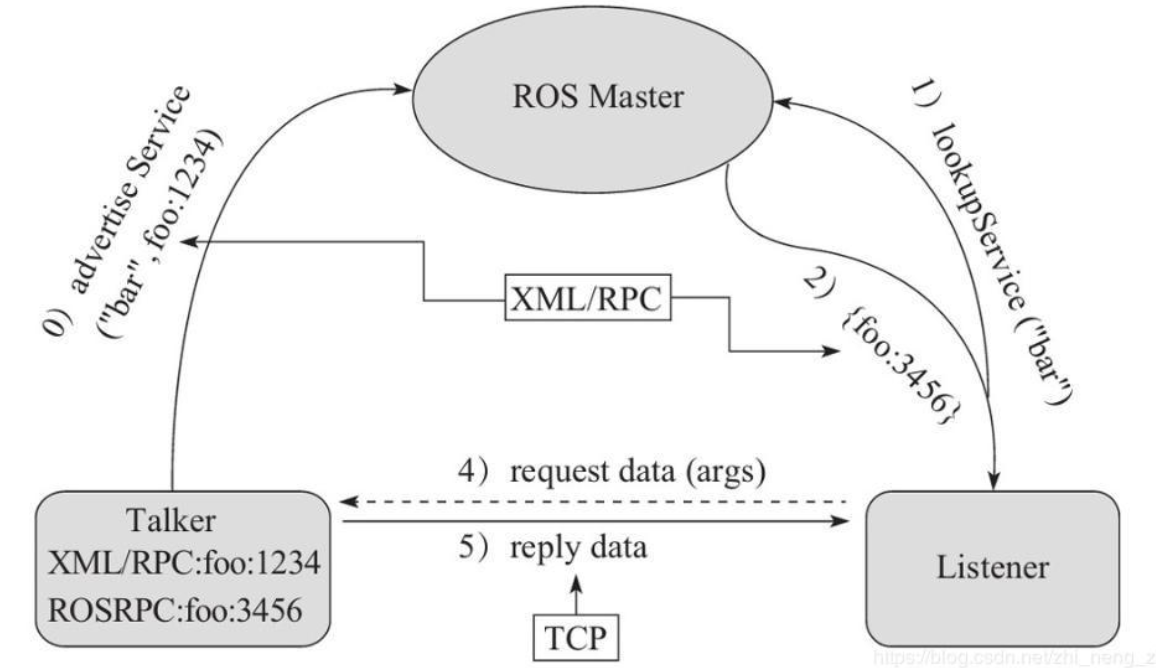 ROS Master
0) advertise Service
("bar",foo:1234)
1) lookupService ("bar")
2) {foo:3456}
XML/RPC
4) request data (args)
5) reply data
TCP
Talker
XML/RPC:foo:1234
ROSRPC:foo:3456
Listener
https://blog.csdn.net/zhi_neng_z